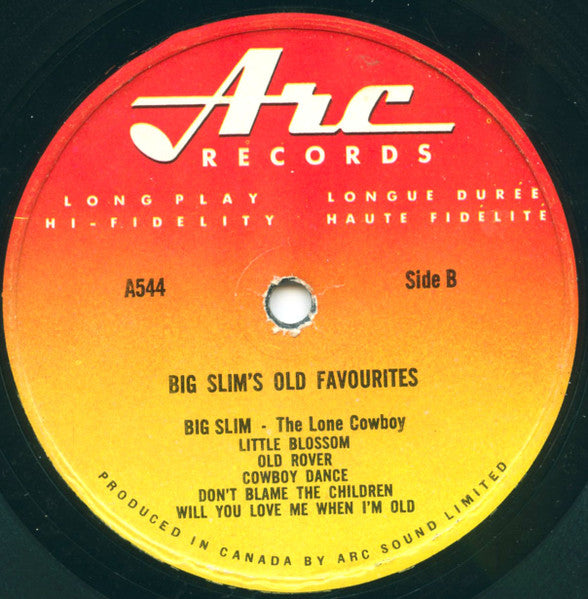 Arc
RECORDS
LONG PLAY
HI-FIDELITY
LONGUE DURÉE
HAUTE FIDÉLITÉ
A544
Side B
BIG SLIM'S OLD FAVOURITES
BIG SLIM - The Lone Cowboy
LITTLE BLOSSOM
OLD ROVER
COWBOY DANCE
DON'T BLAME THE CHILDREN
WILL YOU LOVE ME WHEN I'M OLD
PRODUCED IN CANADA BY ARC SOUND LIMITED